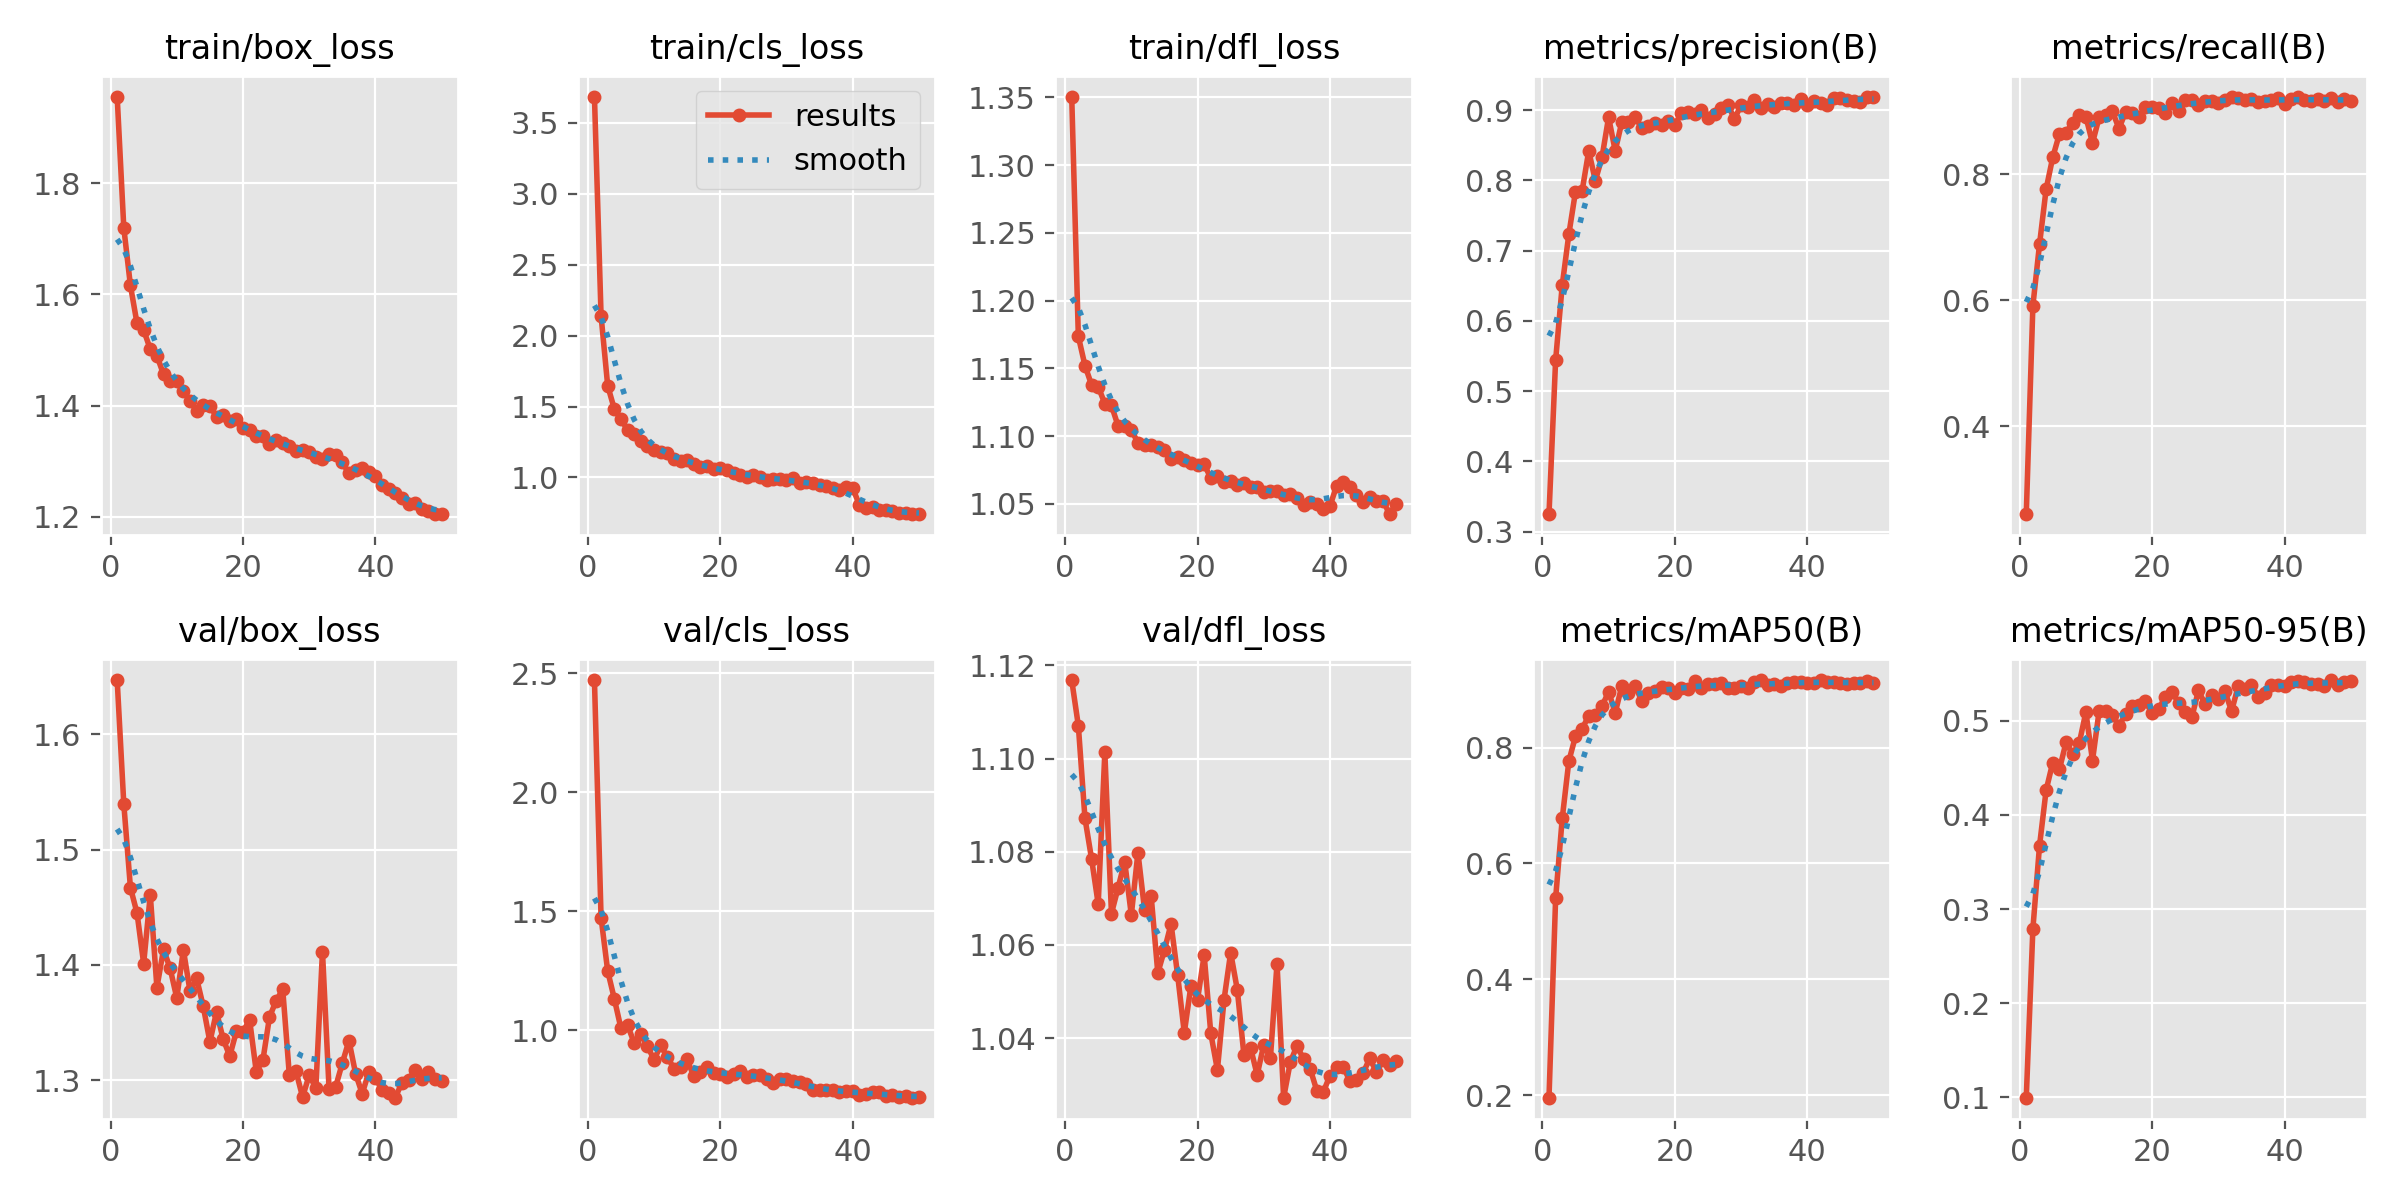 train/box_loss
1.8
1.6
1.4
1.2
0 20 40
train/cls_loss
results
smooth
3.5
3.0
2.5
2.0
1.5
1.0
0 20 40
train/dfl_loss
1.35
1.30
1.25
1.20
1.15
1.10
1.05
0 20 40
metrics/precision(B)
0.9
0.8
0.7
0.6
0.5
0.4
0.3
0 20 40
metrics/recall(B)
0.8
0.6
0.4
0 20 40
val/box_loss
1.6
1.5
1.4
1.3
0 20 40
val/cls_loss
2.5
2.0
1.5
1.0
0 20 40
val/dfl_loss
1.12
1.10
1.08
1.06
1.04
0 20 40
metrics/mAP50(B)
0.8
0.6
0.4
0.2
0 20 40
metrics/mAP50-95(B)
0.5
0.4
0.3
0.2
0.1
0 20 40